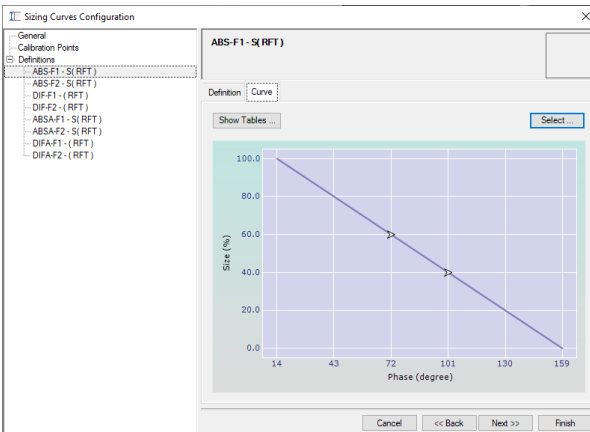 Sizing Curves Configuration
General
Calibration Points
Definitions
ABS-F1 - S( RFT )
ABS-F2 - S( RFT )
DIF-F1 - ( RFT )
DIF-F2 - ( RFT )
ABSA-F1 - S( RFT )
ABSA-F2 - S( RFT )
DIFA-F1 - ( RFT )
DIFA-F2 - ( RFT )
ABS-F1 - S( RFT )
Definition Curve
Show Tables ... Select ...
100.0
80.0
60.0
40.0
20.0
0.0
Size (%)
14 43 72 101 130 159
Phase (degree)
Cancel << Back Next >> Finish